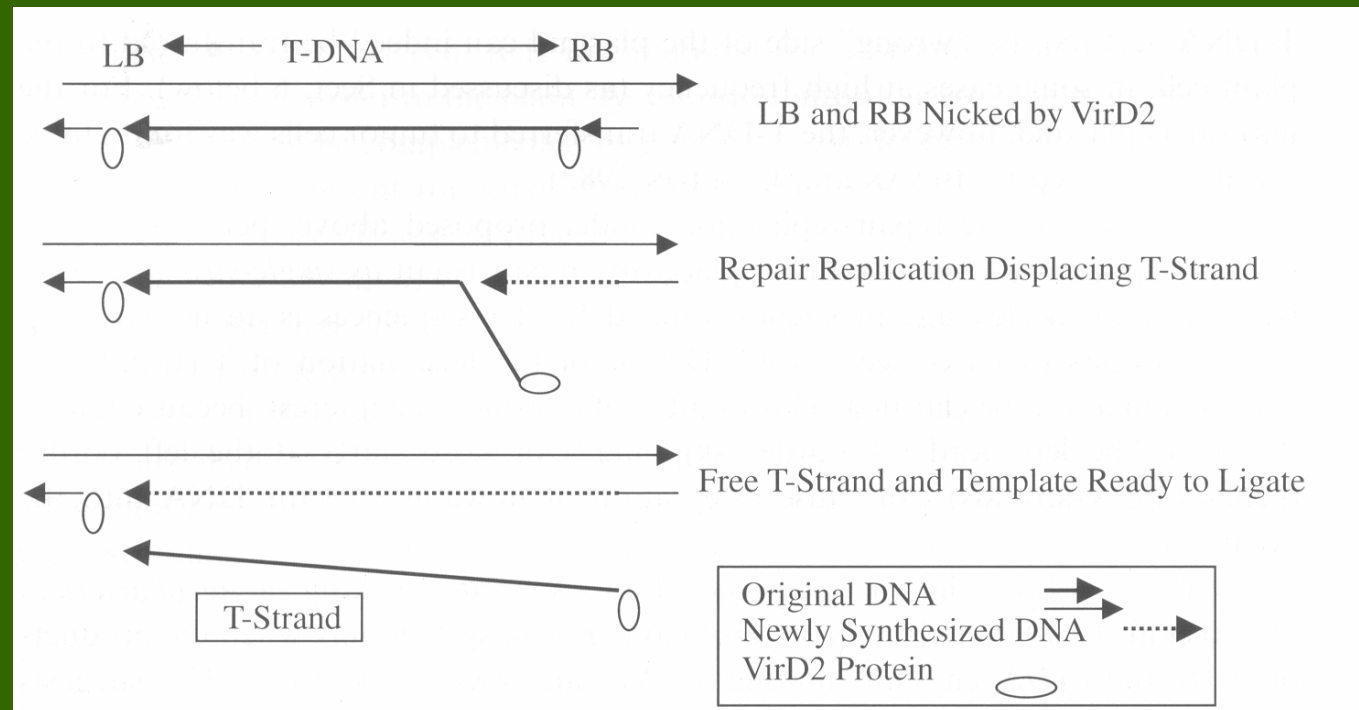 LB T-DNA RB
LB and RB Nicked by VirD2
Repair Replication Displacing T-Strand
Free T-Strand and Template Ready to Ligate
T-Strand
Original DNA
Newly Synthesized DNA
VirD2 Protein